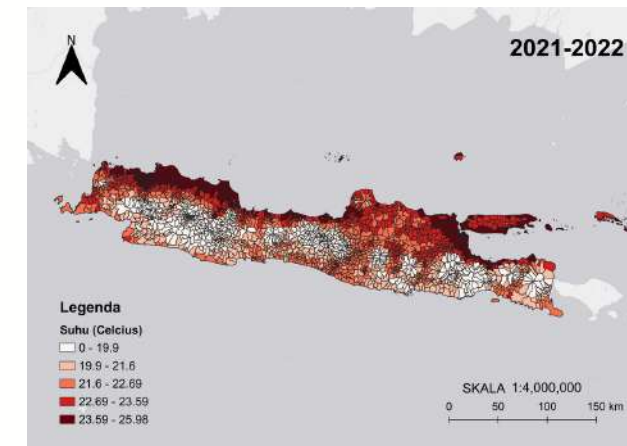 N
2021-2022
Legenda
Suhu (Celcius)
0 - 19.9
19.9 - 21.6
21.6 - 22.69
22.69 - 23.59
23.59 - 25.98
SKALA 1:4,000,000
0 50 100 150 km